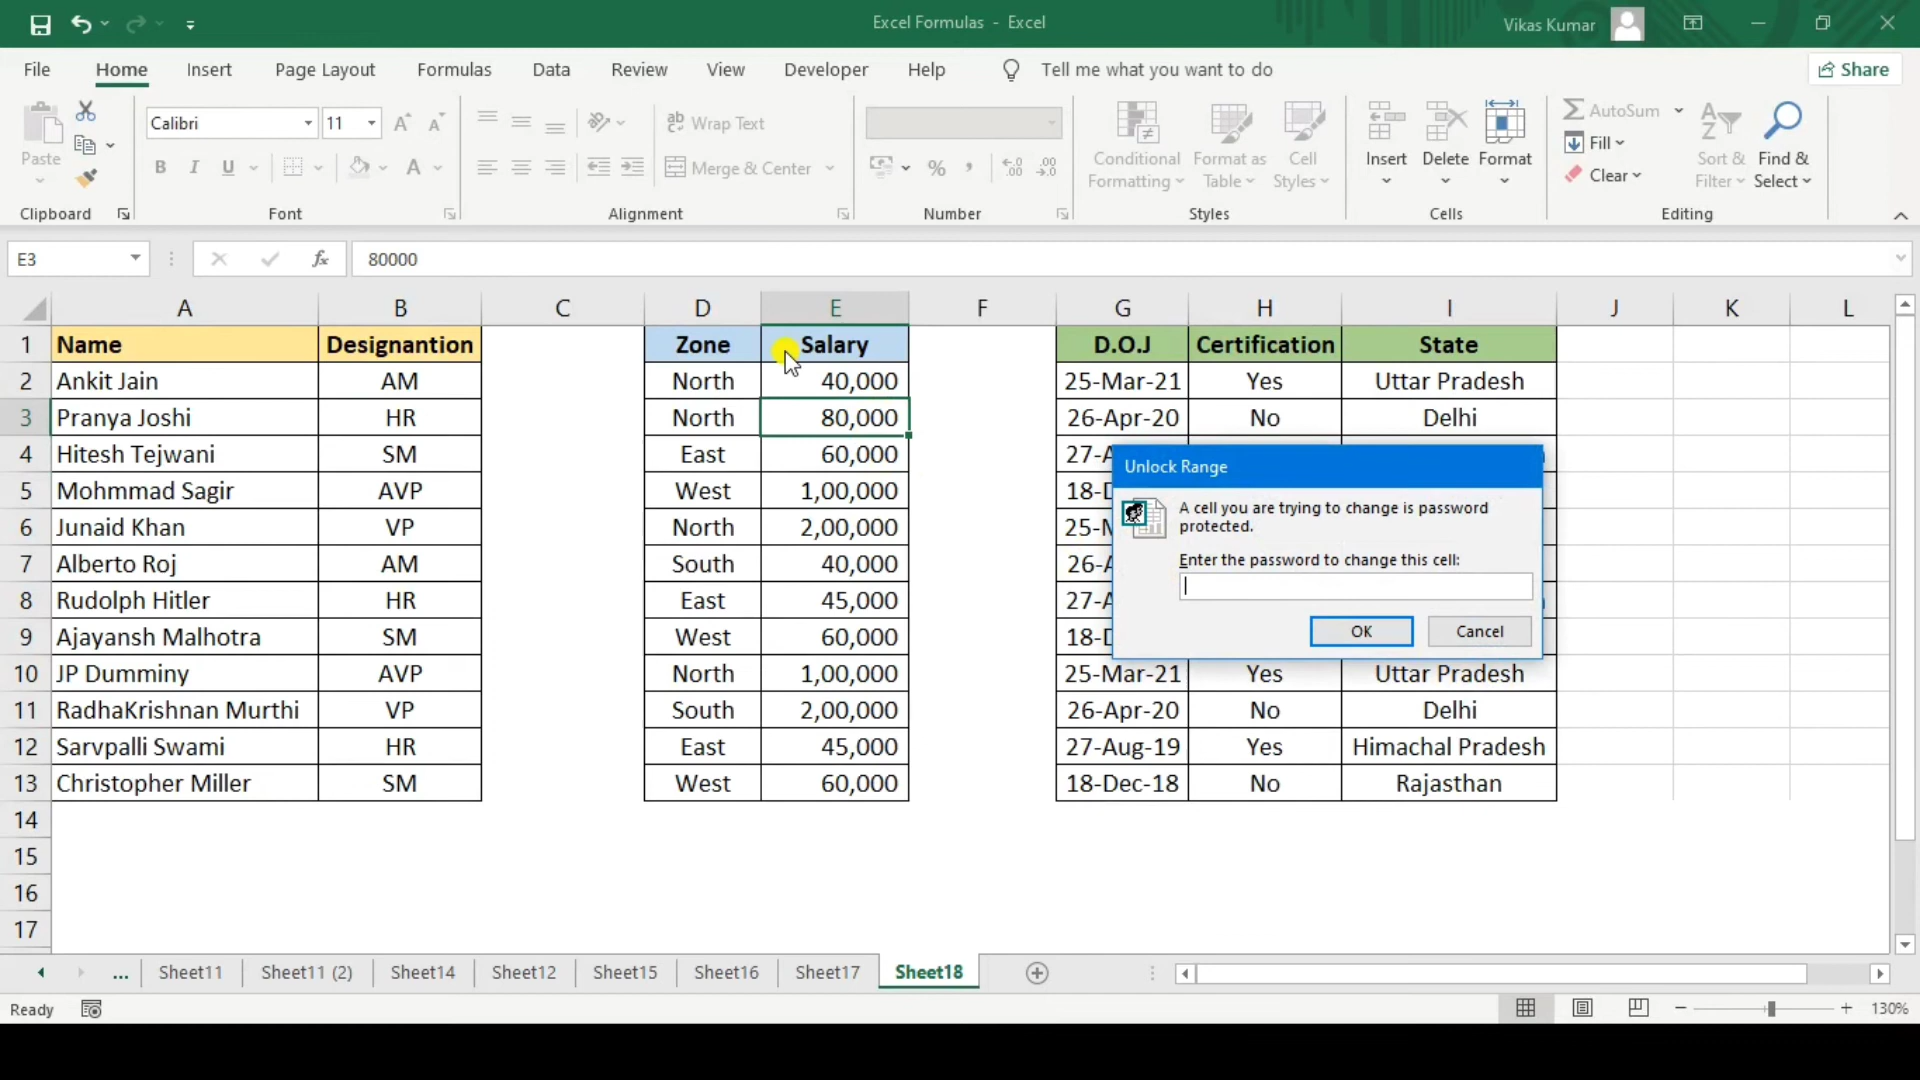 Excel Formulas - Excel
Vikas Kumar
File Home Insert Page Layout Formulas Data Review View Developer Help Tell me what you want to do Share
Calibri 11
Wrap Text
AutoSum
Paste
Conditional Formatting
Format as Table
Cell Styles
Insert Delete Format
Fill
Sort & Filter
Find & Select
B I U
Merge & Center
% ,
Clear
Clipboard Font Alignment Number Styles Cells Editing
E3 fx 80000
A B C D E F G H I J K L
1 Name Designantion Zone Salary D.O.J Certification State
2 Ankit Jain AM North 40,000 25-Mar-21 Yes Uttar Pradesh
3 Pranya Joshi HR North 80,000 26-Apr-20 No Delhi
4 Hitesh Tejwani SM East 60,000 27-A
5 Mohmmad Sagir AVP West 1,00,000 18-D
6 Junaid Khan VP North 2,00,000 25-M
7 Alberto Roj AM South 40,000 26-A
8 Rudolph Hitler HR East 45,000 27-A
9 Ajayansh Malhotra SM West 60,000 18-D
10 JP Dumminy AVP North 1,00,000 25-Mar-21 Yes Uttar Pradesh
11 RadhaKrishnan Murthi VP South 2,00,000 26-Apr-20 No Delhi
12 Sarvpalli Swami HR East 45,000 27-Aug-19 Yes Himachal Pradesh
13 Christopher Miller SM West 60,000 18-Dec-18 No Rajasthan
14
15
16
17
Unlock Range
A cell you are trying to change is password
protected.
Enter the password to change this cell:
OK Cancel
... Sheet11 Sheet11 (2) Sheet14 Sheet12 Sheet15 Sheet16 Sheet17 Sheet18
Ready 130%